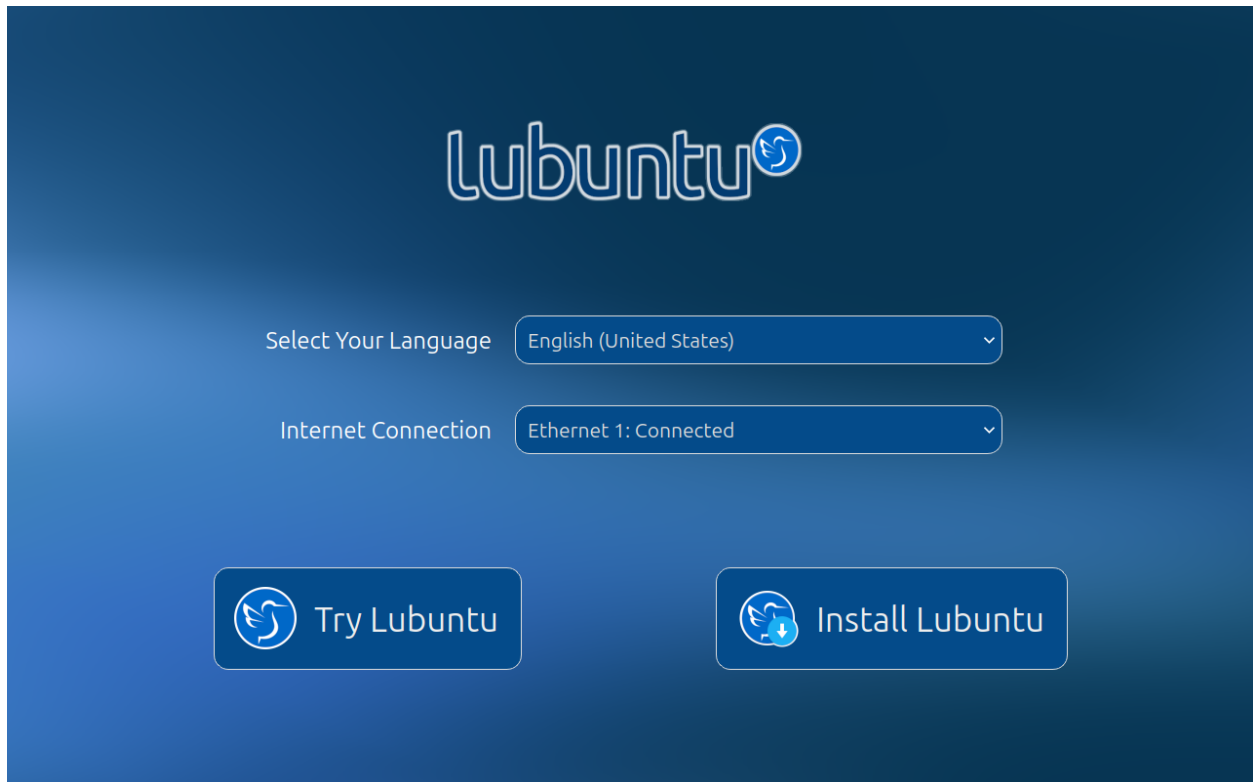 lubuntu
Select Your Language English (United States)
Internet Connection Ethernet 1: Connected
Try Lubuntu Install Lubuntu